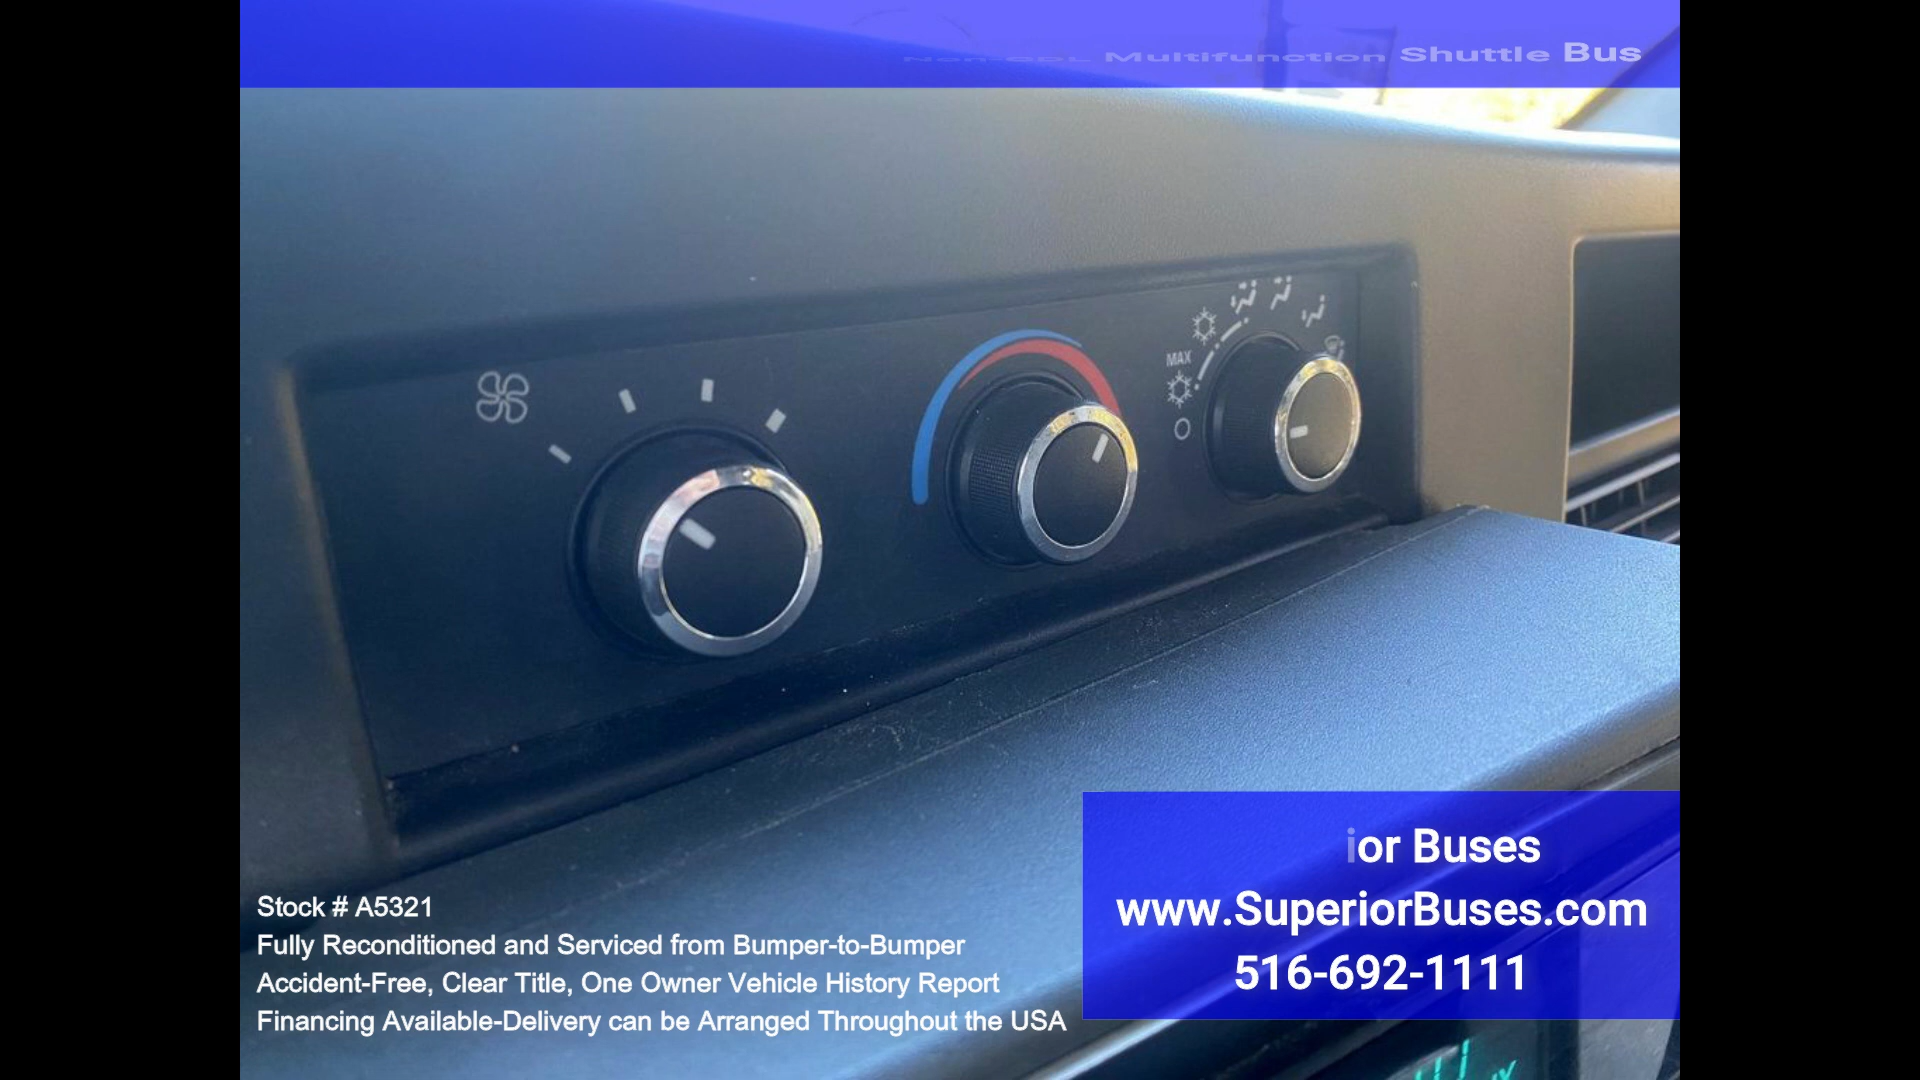 Non-CDL Multifunction Shuttle Bus
MAX
Stock # A5321
Fully Reconditioned and Serviced from Bumper-to-Bumper
Accident-Free, Clear Title, One Owner Vehicle History Report
Financing Available-Delivery can be Arranged Throughout the USA
ior Buses
www.SuperiorBuses.com
516-692-1111